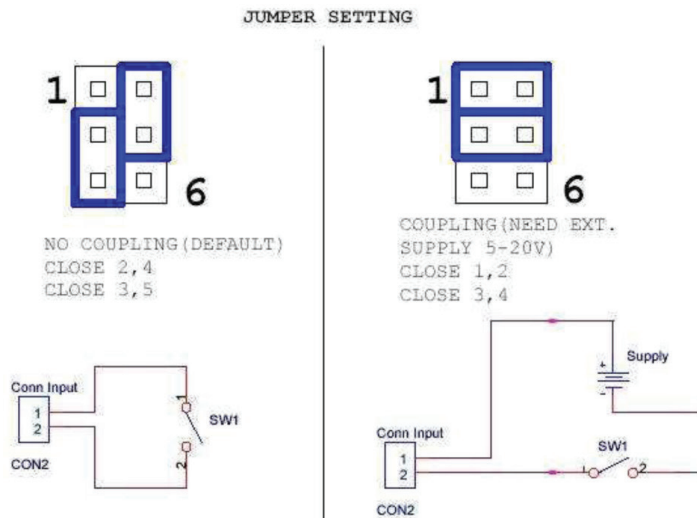 JUMPER SETTING
1
6
NO COUPLING(DEFAULT)
CLOSE 2,4
CLOSE 3,5
Conn Input
1
2
CON2
1
2
SW1
1
6
COUPLING(NEED EXT.
SUPPLY 5-20V)
CLOSE 1,2
CLOSE 3,4
+
-
Supply
Conn Input
1
2
CON2
SW1
1
2